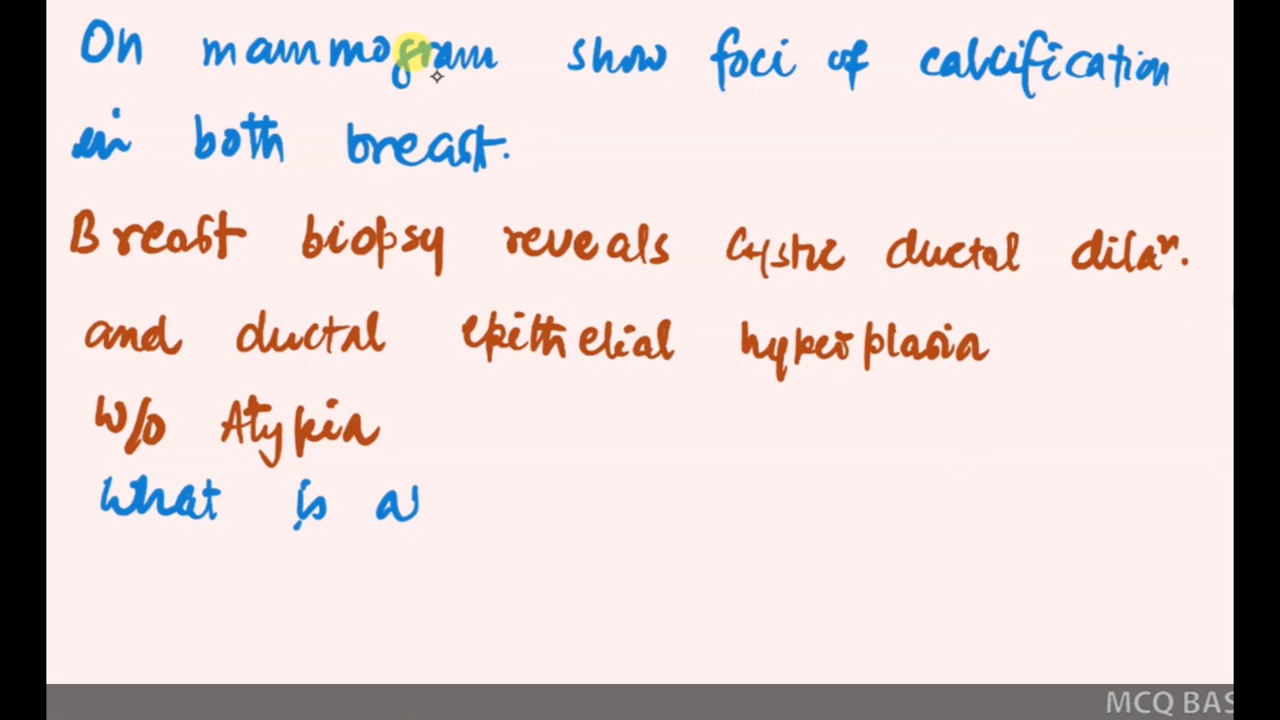 On mammogram show foci of calcification
in both breast.
Breast biopsy reveals Cystic ductal dilaⁿ.
and ductal epithelial hyperplasia
W/o Atypia
What is a
MCQ BAS